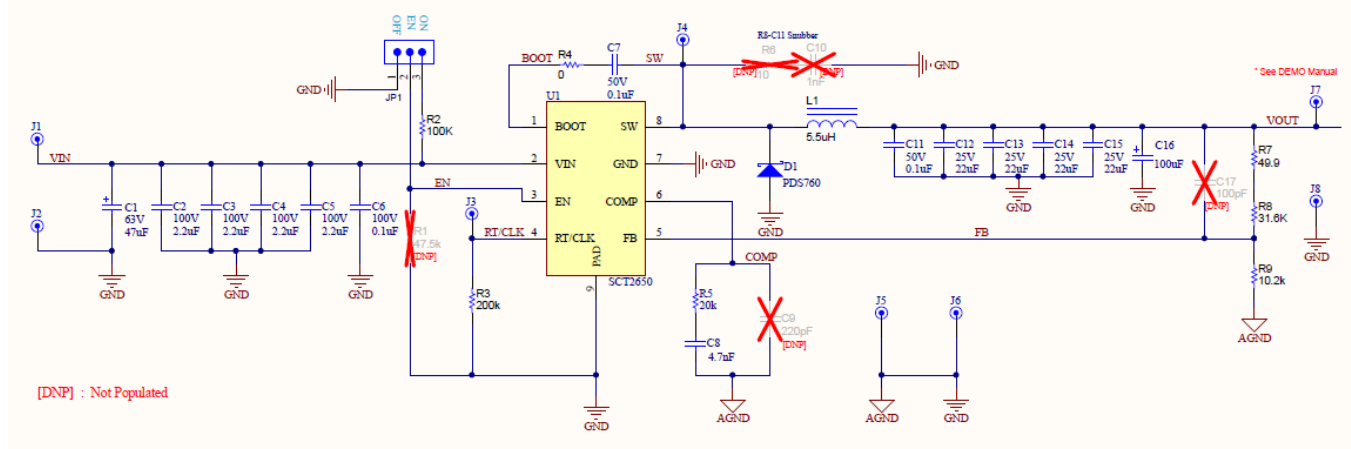 OFF
EN
ON
1
2
3
JP1
GND
R2
100K
J1
VIN
J2
C1
63V
47uF
C2
100V
2.2uF
C3
100V
2.2uF
C4
100V
2.2uF
C5
100V
2.2uF
C6
100V
0.1uF
GND
GND
GND
EN
R1
47.5k
[DNP]
J3
RT/CLK
R3
200k
BOOT
R4
0
C7
50V
0.1uF
SW
U1
1
BOOT
SW
8
2
VIN
GND
7
GND
3
EN
COMP
6
4
RT/CLK
FB
5
PAD
9
SCT2650
GND
J4
R8-C11 Snubber
R6
10
[DNP]
C10
1nF
[DNP]
GND
L1
5.5uH
D1
PDS760
GND
C11
50V
0.1uF
C12
25V
22uF
C13
25V
22uF
C14
25V
22uF
C15
25V
22uF
GND
C16
100uF
GND
C17
100pF
[DNP]
* See DEMO Manual
J7
VOUT
R7
49.9
R8
31.6K
R9
10.2k
AGND
J8
GND
FB
COMP
R5
20k
C8
4.7nF
C9
220pF
[DNP]
AGND
J5
J6
AGND
GND
[DNP] : Not Populated